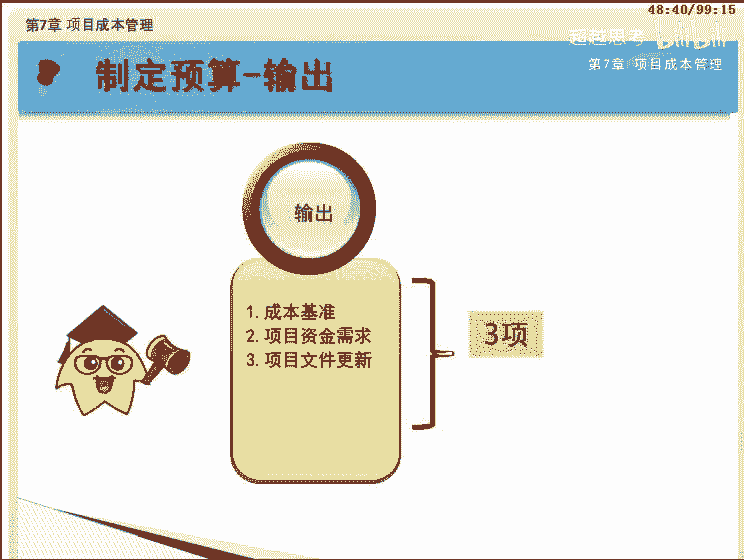 48:40/99:15
第7章 项目成本管理
超越思考 bilibili
第7章 项目成本管理
制定预算-输出
输出
1. 成本基准
2. 项目资金需求
3. 项目文件更新
3项